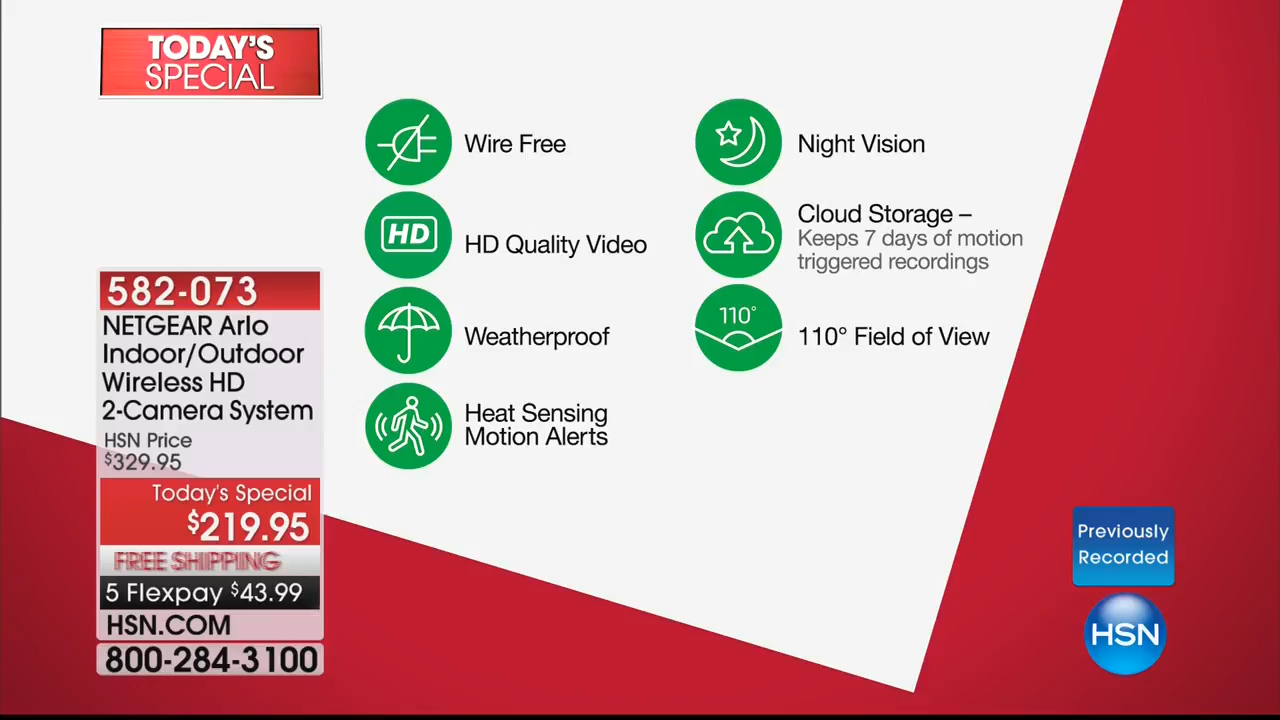 TODAY'S
SPECIAL
Wire Free
HD
HD Quality Video
Weatherproof
Heat Sensing
Motion Alerts
Night Vision
Cloud Storage –
Keeps 7 days of motion
triggered recordings
110°
110° Field of View
582-073
NETGEAR Arlo
Indoor/Outdoor
Wireless HD
2-Camera System
HSN Price
$329.95
Today's Special
$219.95
FREE SHIPPING
5 Flexpay $43.99
HSN.COM
800-284-3100
Previously
Recorded
HSN